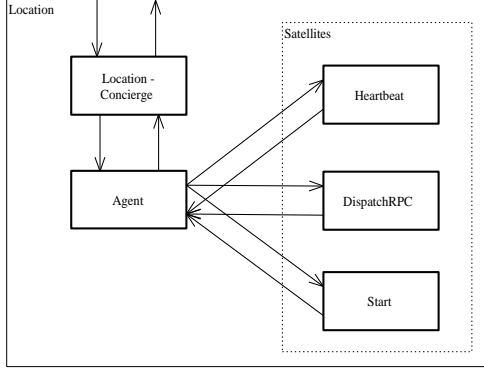 Location
Satellites
Location -
Concierge
Heartbeat
Agent
DispatchRPC
Start